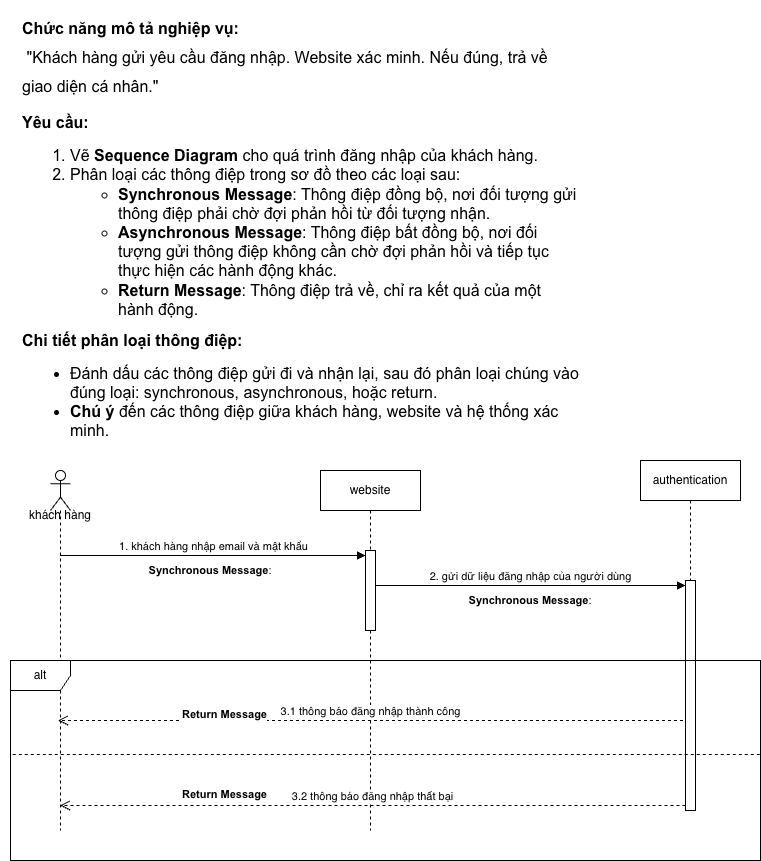 Chức năng mô tả nghiệp vụ:
"Khách hàng gửi yêu cầu đăng nhập. Website xác minh. Nếu đúng, trả về
giao diện cá nhân."
Yêu cầu:
1. Vẽ Sequence Diagram cho quá trình đăng nhập của khách hàng.
2. Phân loại các thông điệp trong sơ đồ theo các loại sau:
Synchronous Message: Thông điệp đồng bộ, nơi đối tượng gửi
thông điệp phải chờ đợi phản hồi từ đối tượng nhận.
Asynchronous Message: Thông điệp bất đồng bộ, nơi đối
tượng gửi thông điệp không cần chờ đợi phản hồi và tiếp tục
thực hiện các hành động khác.
Return Message: Thông điệp trả về, chỉ ra kết quả của một
hành động.
Chi tiết phân loại thông điệp:
Đánh dấu các thông điệp gửi đi và nhận lại, sau đó phân loại chúng vào
đúng loại: synchronous, asynchronous, hoặc return.
Chú ý đến các thông điệp giữa khách hàng, website và hệ thống xác
minh.
authentication
website
khách hàng
1. khách hàng nhập email và mật khẩu
Synchronous Message:
2. gửi dữ liệu đăng nhập của người dùng
Synchronous Message:
alt
Return Message 3.1 thông báo đăng nhập thành công
Return Message 3.2 thông báo đăng nhập thất bại